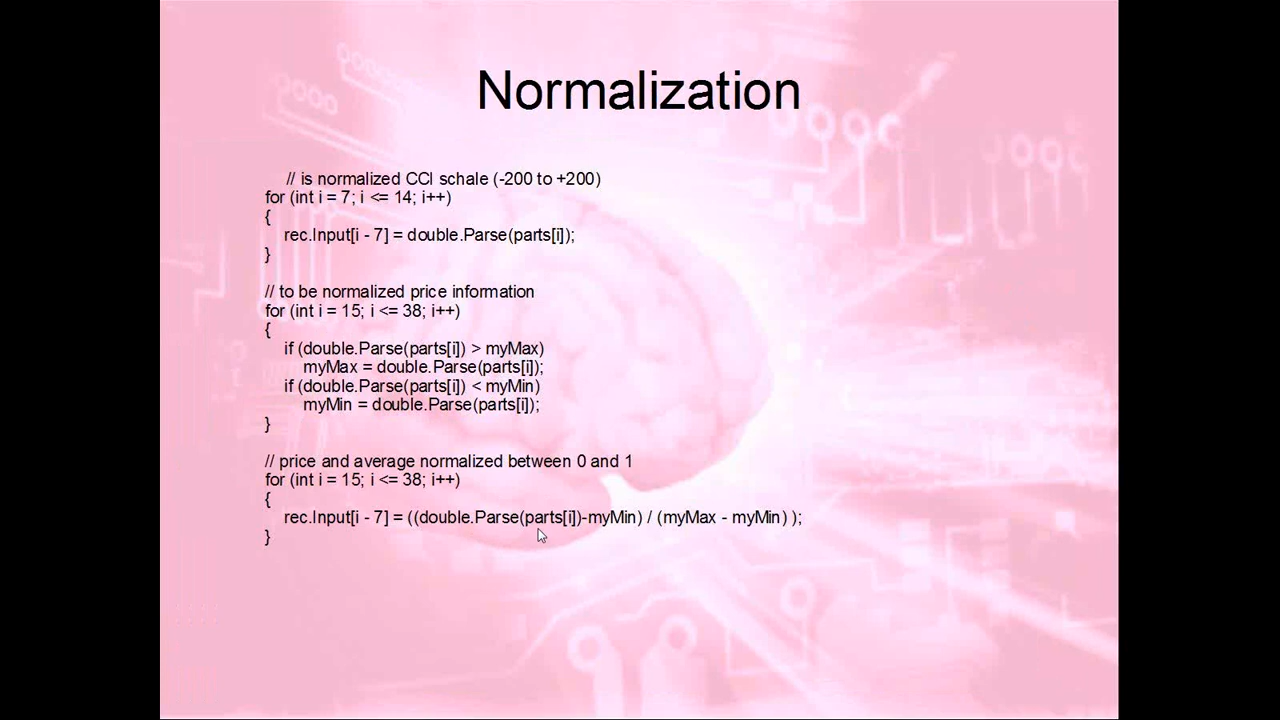 Normalization
// is normalized CCI schale (-200 to +200)
for (int i = 7; i <= 14; i++)
{
rec.Input[i - 7] = double.Parse(parts[i]);
}
// to be normalized price information
for (int i = 15; i <= 38; i++)
{
if (double.Parse(parts[i]) > myMax)
myMax = double.Parse(parts[i]);
if (double.Parse(parts[i]) < myMin)
myMin = double.Parse(parts[i]);
}
// price and average normalized between 0 and 1
for (int i = 15; i <= 38; i++)
{
rec.Input[i - 7] = ((double.Parse(parts[i])-myMin) / (myMax - myMin) );
}